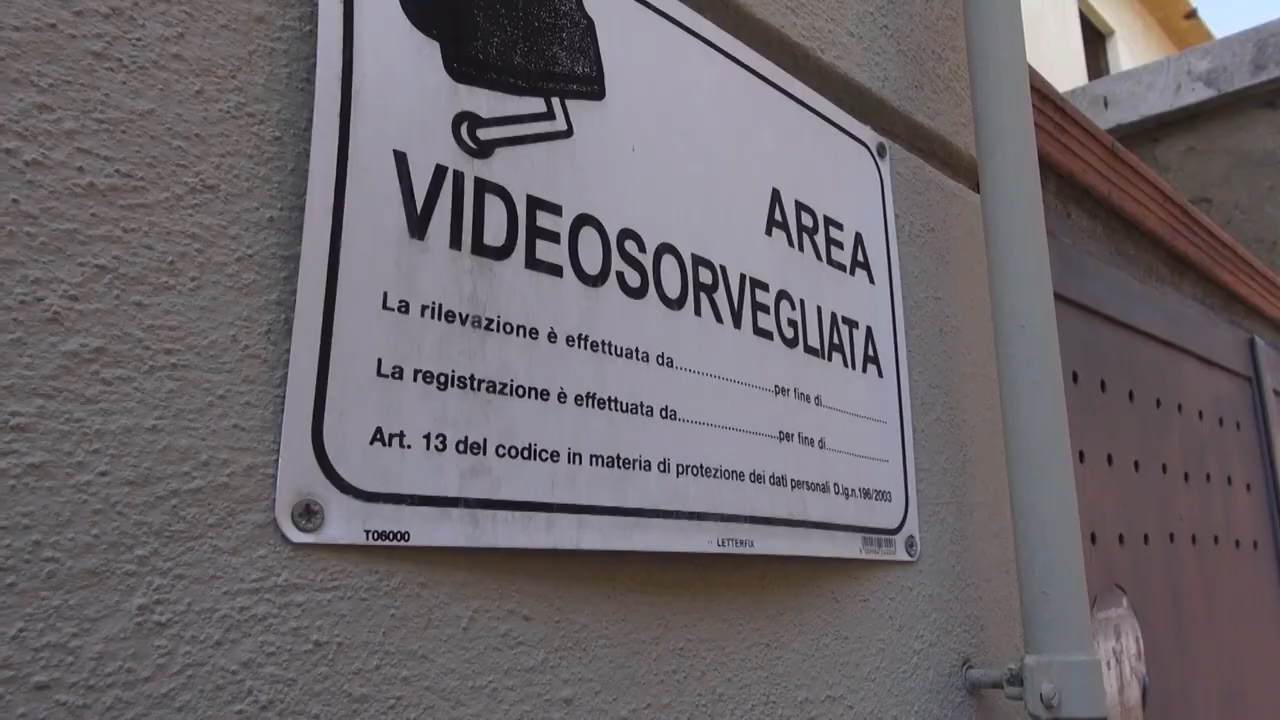 AREA
VIDEOSORVEGLIATA
La rilevazione è effettuata da........................per fine di..................
La registrazione è effettuata da........................per fine di..................
Art. 13 del codice in materia di protezione dei dati personali D.lg.n.196/2003
T06000
LETTERFIX